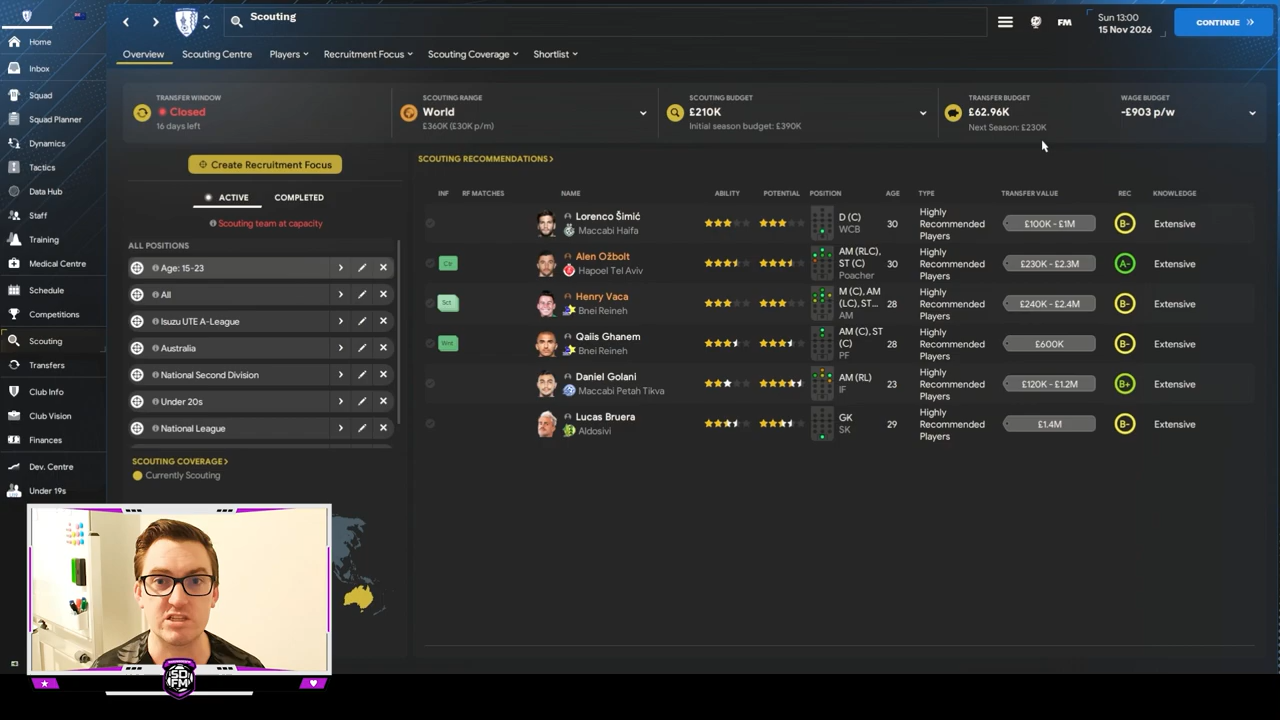 Scouting
FM
Sun 13:00
15 Nov 2026
CONTINUE
Home
Inbox
Squad
Squad Planner
Dynamics
Tactics
Data Hub
Staff
Training
Medical Centre
Schedule
Competitions
Scouting
Transfers
Club Info
Club Vision
Finances
Dev. Centre
Under 19s
Overview
Scouting Centre
Players
Recruitment Focus
Scouting Coverage
Shortlist
TRANSFER WINDOW
Closed
16 days left
SCOUTING RANGE
World
£360K (£30K p/m)
SCOUTING BUDGET
£210K
Initial season budget: £390K
TRANSFER BUDGET
£62.96K
Next Season: £230K
WAGE BUDGET
-£903 p/w
Create Recruitment Focus
ACTIVE
COMPLETED
Scouting team at capacity
ALL POSITIONS
Age: 15-23
All
Isuzu UTE A-League
Australia
National Second Division
Under 20s
National League
SCOUTING COVERAGE >
Currently Scouting
SCOUTING RECOMMENDATIONS >
INF RF MATCHES NAME ABILITY POTENTIAL POSITION AGE TYPE TRANSFER VALUE REC KNOWLEDGE
Lorenco Šimić
Maccabi Haifa
D (C)
WCB
30
Highly
Recommended
Players
£100K - £1M
B-
Extensive
Clr
Alen Ožbolt
Hapoel Tel Aviv
AM (RLC),
ST (C)
Poacher
30
Highly
Recommended
Players
£230K - £2.3M
A-
Extensive
Sct
Henry Vaca
Bnei Reineh
M (C), AM
(LC), ST...
AM
28
Highly
Recommended
Players
£240K - £2.4M
B-
Extensive
Wnt
Qaiis Ghanem
Bnei Reineh
AM (C), ST
(C)
PF
28
Highly
Recommended
Players
£600K
B-
Extensive
Daniel Golani
Maccabi Petah Tikva
AM (RL)
IF
23
Highly
Recommended
Players
£120K - £1.2M
B+
Extensive
Lucas Bruera
Aldosivi
GK
SK
29
Highly
Recommended
Players
£1.4M
B-
Extensive
SD
FM